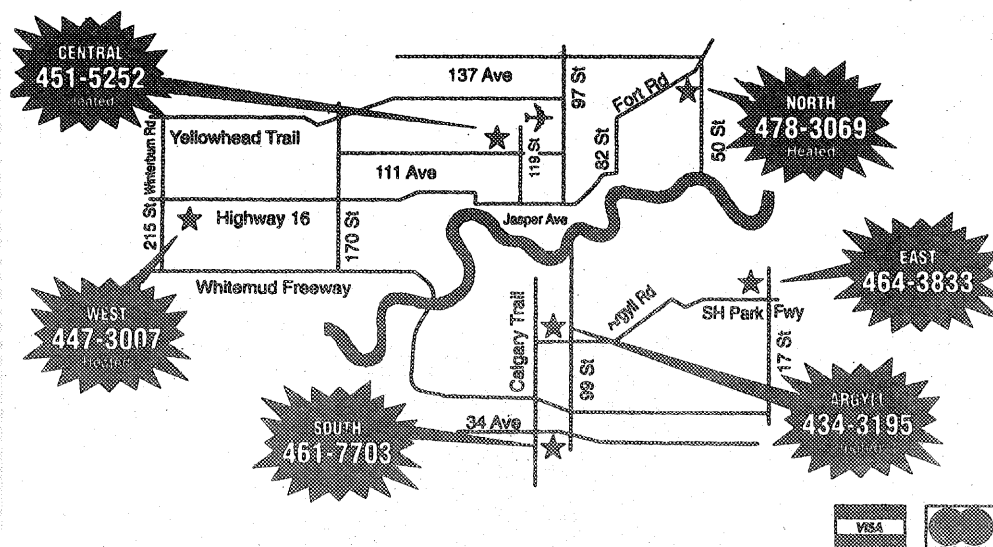 CENTRAL
451-5252
Heated
137 Ave
97 St
Fort Rd
NORTH
478-3069
Heated
Winterburn Rd
Yellowhead Trail
119 St
82 St
50 St
111 Ave
215 St
Highway 16
170 St
Jasper Ave
Whitemud Freeway
WEST
447-3007
Heated
EAST
464-3833
Argyll Rd
SH Park Fwy
Calgary Trail
99 St
17 St
ARGYLL
434-3195
Heated
34 Ave
SOUTH
461-7703
VISA